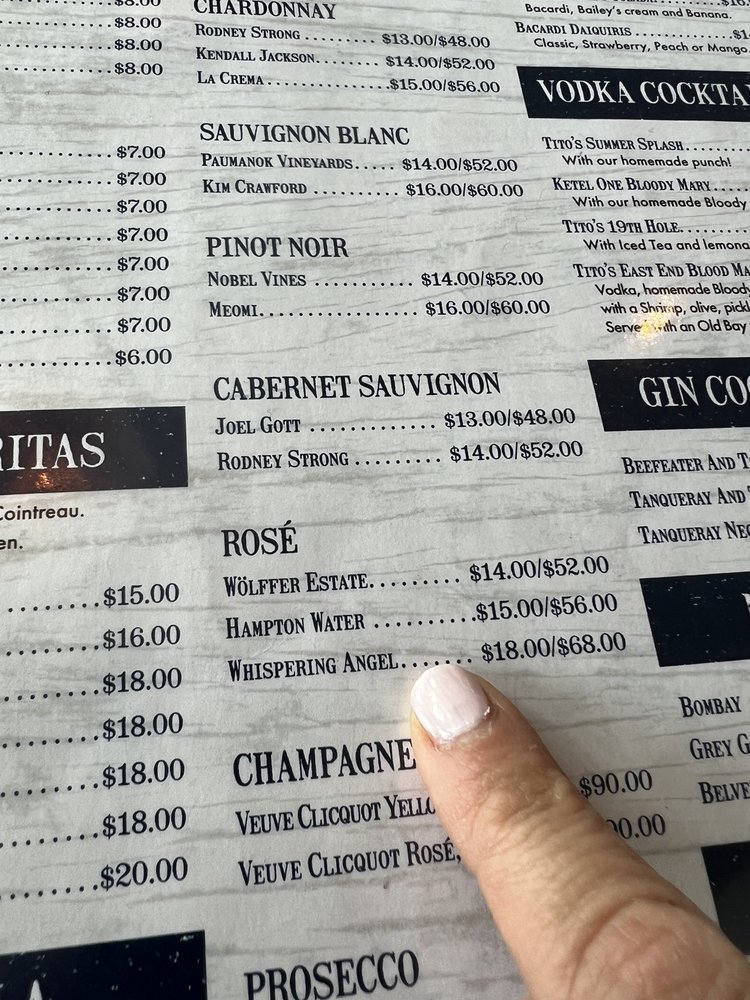 $8.00
$8.00
$8.00
$8.00
$7.00
$7.00
$7.00
$7.00
$7.00
$7.00
$7.00
$6.00
RITAS
Cointreau.
en.
$15.00
$16.00
$18.00
$18.00
$18.00
$18.00
$20.00
CHARDONNAY
RODNEY STRONG ......... $13.00/$48.00
KENDALL JACKSON....... $14.00/$52.00
LA CREMA ...............$15.00/$56.00
SAUVIGNON BLANC
PAUMANOK VINEYARDS..... $14.00/$52.00
KIM CRAWFORD .......... $16.00/$60.00
PINOT NOIR
NOBEL VINES ............ $14.00/$52.00
MEOMI................... $16.00/$60.00
CABERNET SAUVIGNON
JOEL GOTT ............... $13.00/$48.00
RODNEY STRONG ......... $14.00/$52.00
ROSÉ
WÖLFFER ESTATE......... $14.00/$52.00
HAMPTON WATER ..........$15.00/$56.00
WHISPERING ANGEL....... $18.00/$68.00
CHAMPAGNE
VEUVE CLICQUOT YELLO $90.00
VEUVE CLICQUOT ROSÉ, 00.00
PROSECCO
Bacardi, Bailey's cream and Banana.
BACARDI DAIQUIRIS ..............$1
Classic, Strawberry, Peach or Mango
VODKA COCKTA
TITO'S SUMMER SPLASH.......
With our homemade punch!
KETEL ONE BLOODY MARY....
With our homemade Bloody
TITO'S 19TH HOLE........
With Iced Tea and lemona
TITO'S EAST END BLOOD MA
Vodka, homemade Bloody
with a Shrimp, olive, pickl
Serve with an Old Bay
GIN CO
BEEFEATER AND T
TANQUERAY AND
TANQUERAY NEG
BOMBAY
GREY G
BELVE